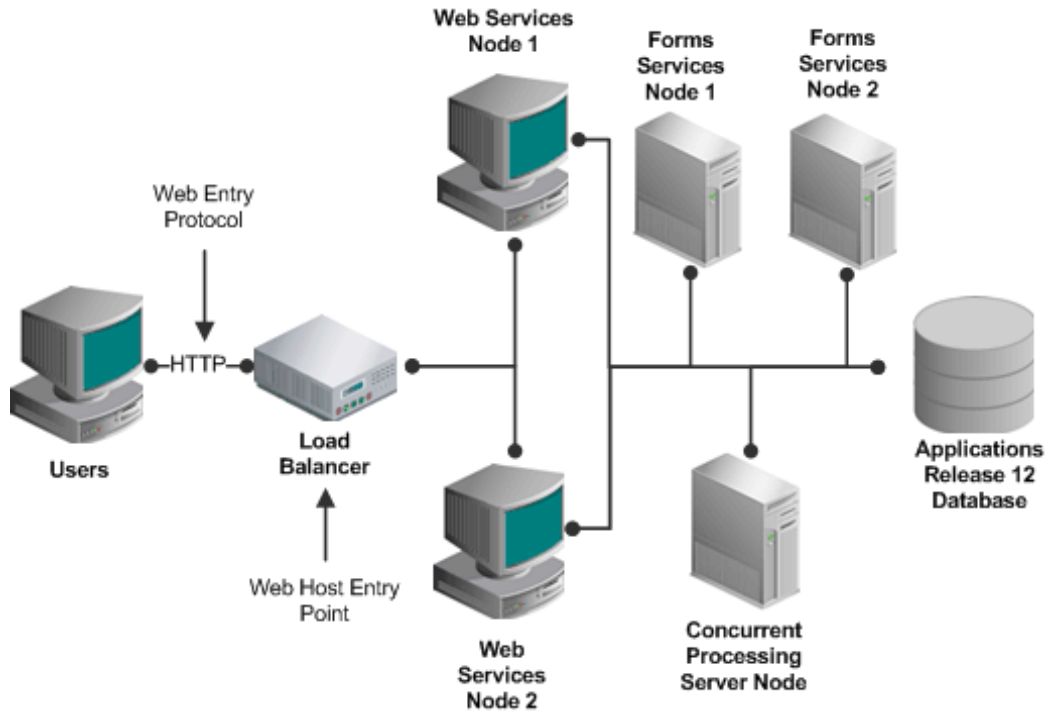 Web Services
Node 1
Forms
Services
Node 1
Forms
Services
Node 2
Web Entry
Protocol
HTTP
Users
Load
Balancer
Web Host Entry
Point
Web
Services
Node 2
Concurrent
Processing
Server Node
Applications
Release 12
Database